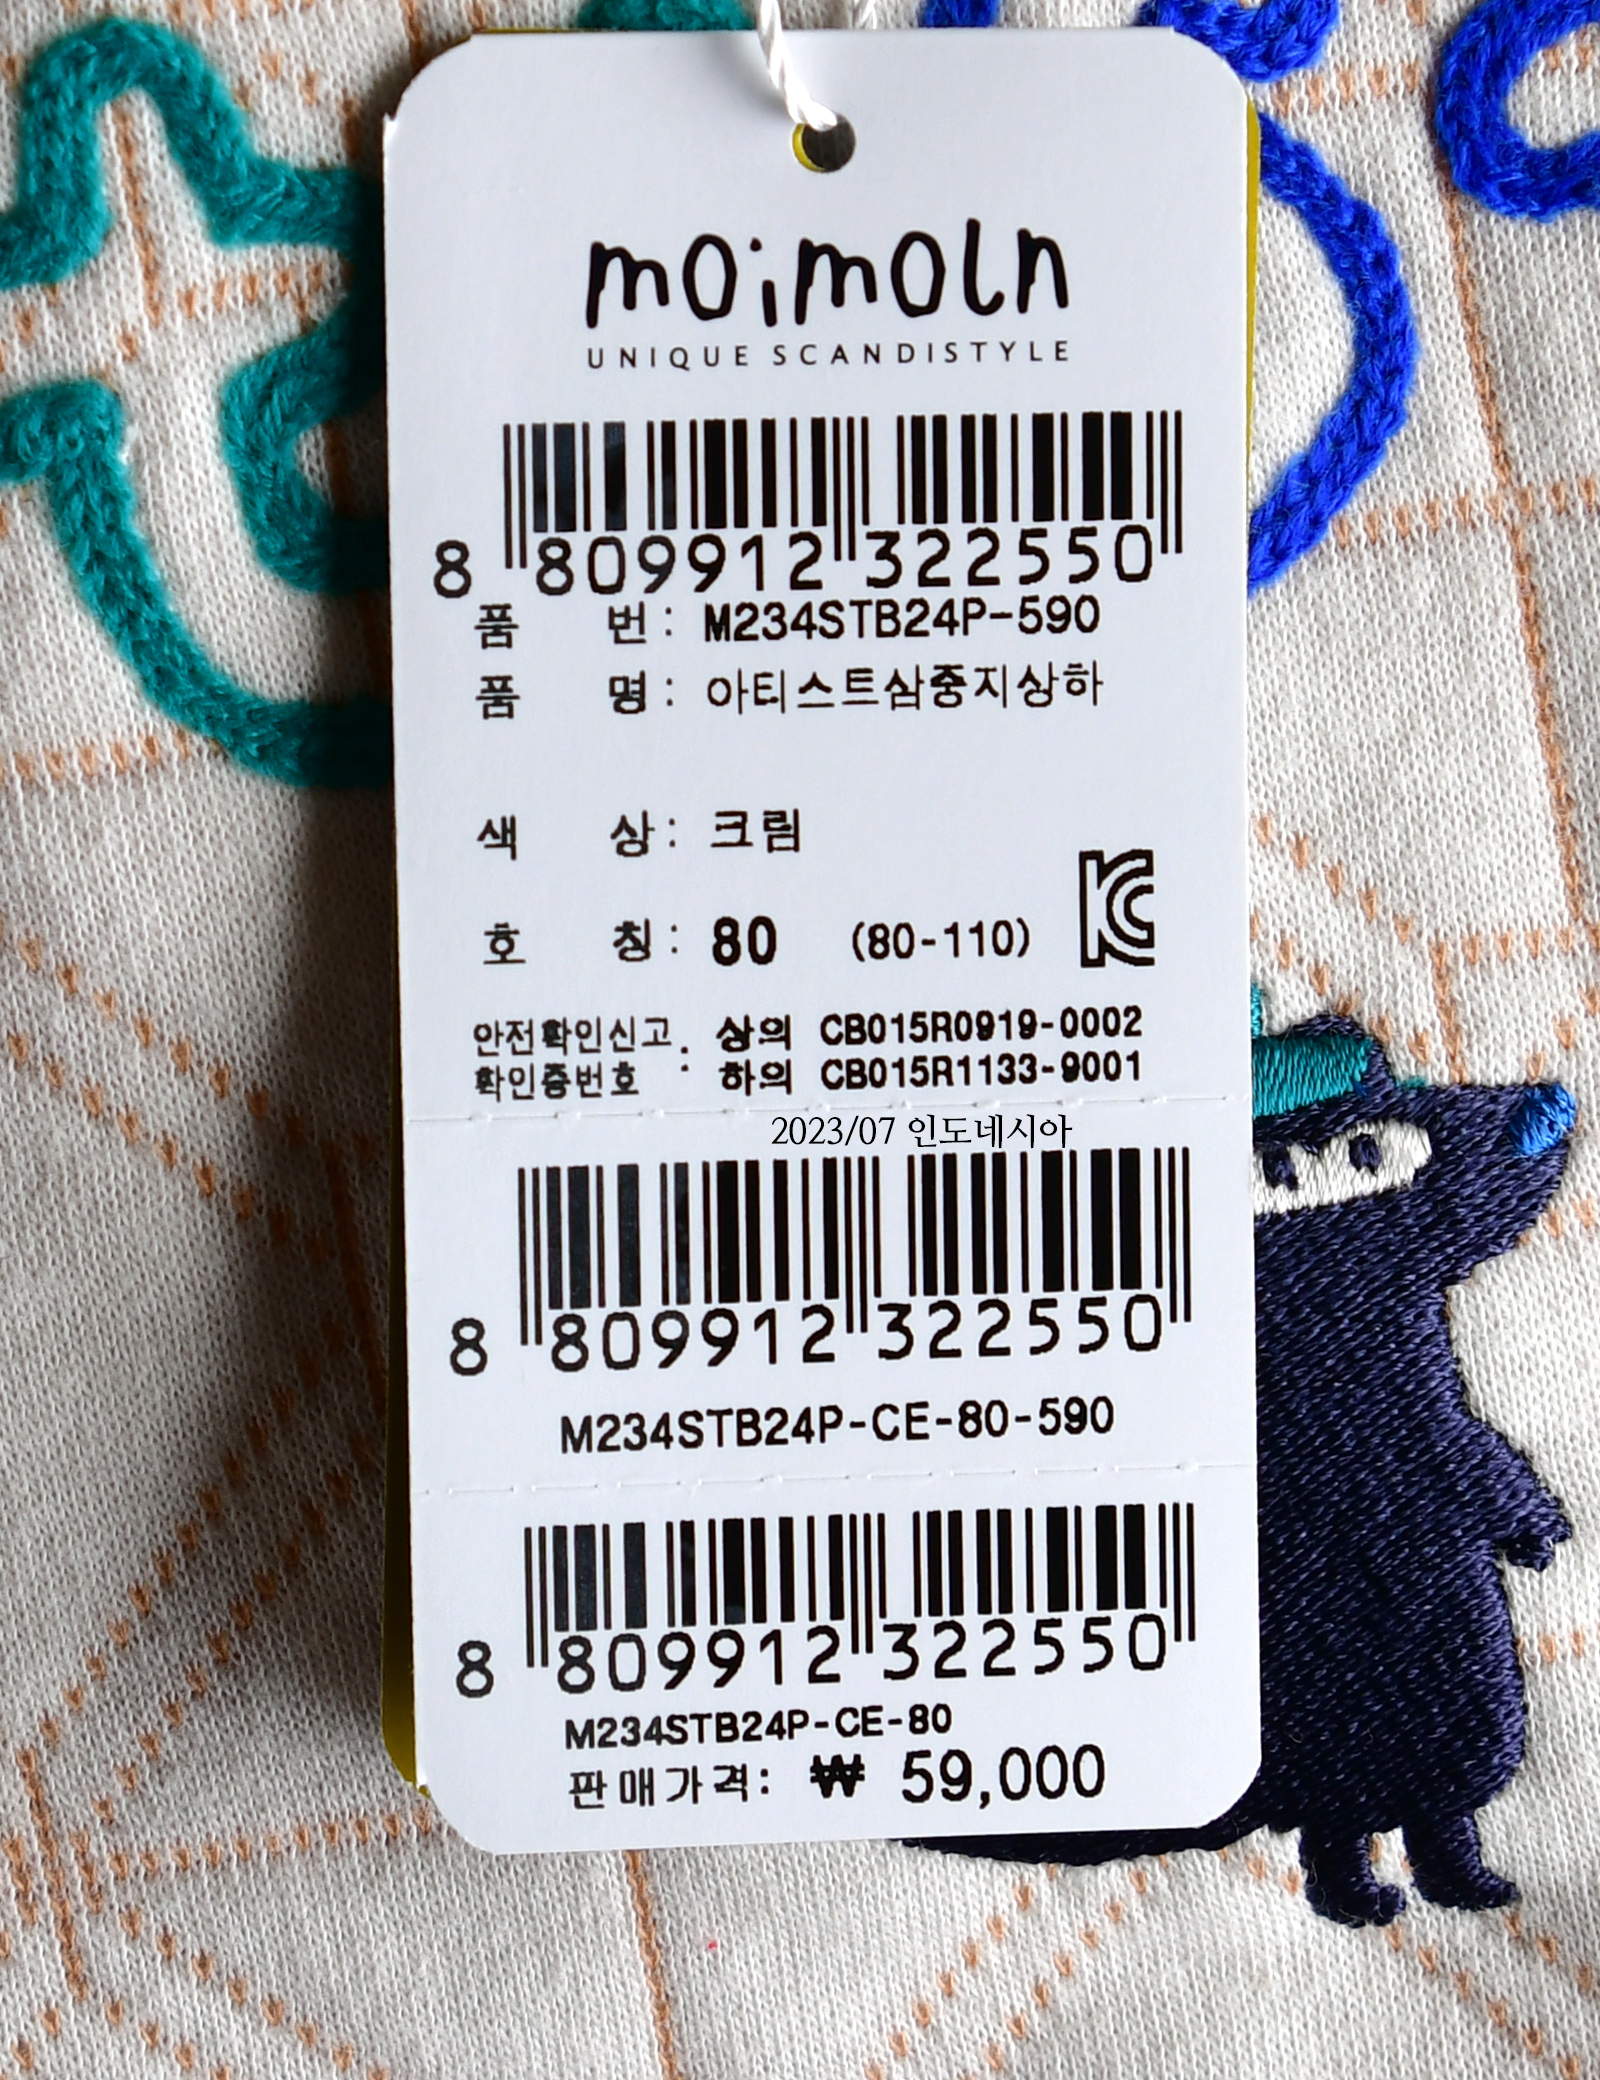 moimoln
UNIQUE SCANDISTYLE
8 809912 322550
품 번: M234STB24P-590
품 명: 아티스트삼중지상하
색 상: 크림
호 칭: 80 (80-110)
안전확인신고 확인증번호 : 상의 CB015R0919-0002
하의 CB015R1133-9001
2023/07 인도네시아
8 809912 322550
M234STB24P-CE-80-590
8 809912 322550
M234STB24P-CE-80
판매가격: ₩ 59,000